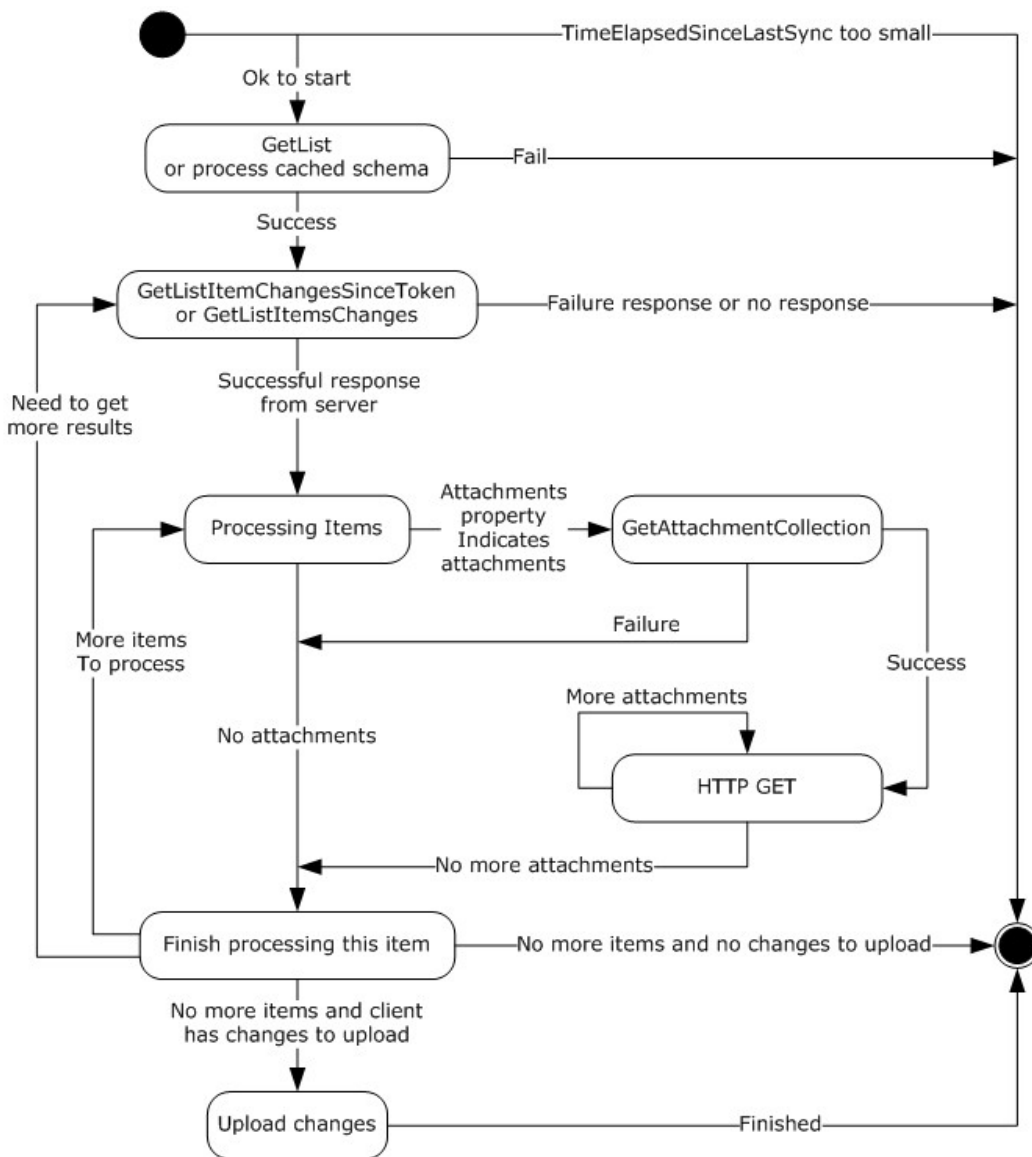 TimeElapsedSinceLastSync too small
Ok to start
GetList
or process cached schema
Fail
Success
GetListItemChangesSinceToken
or GetListItemsChanges
Failure response or no response
Successful response
from server
Need to get
more results
Processing Items
Attachments
property
Indicates
attachments
GetAttachmentCollection
Failure
More items
To process
Success
More attachments
No attachments
HTTP GET
No more attachments
Finish processing this item
No more items and no changes to upload
No more items and client
has changes to upload
Upload changes
Finished